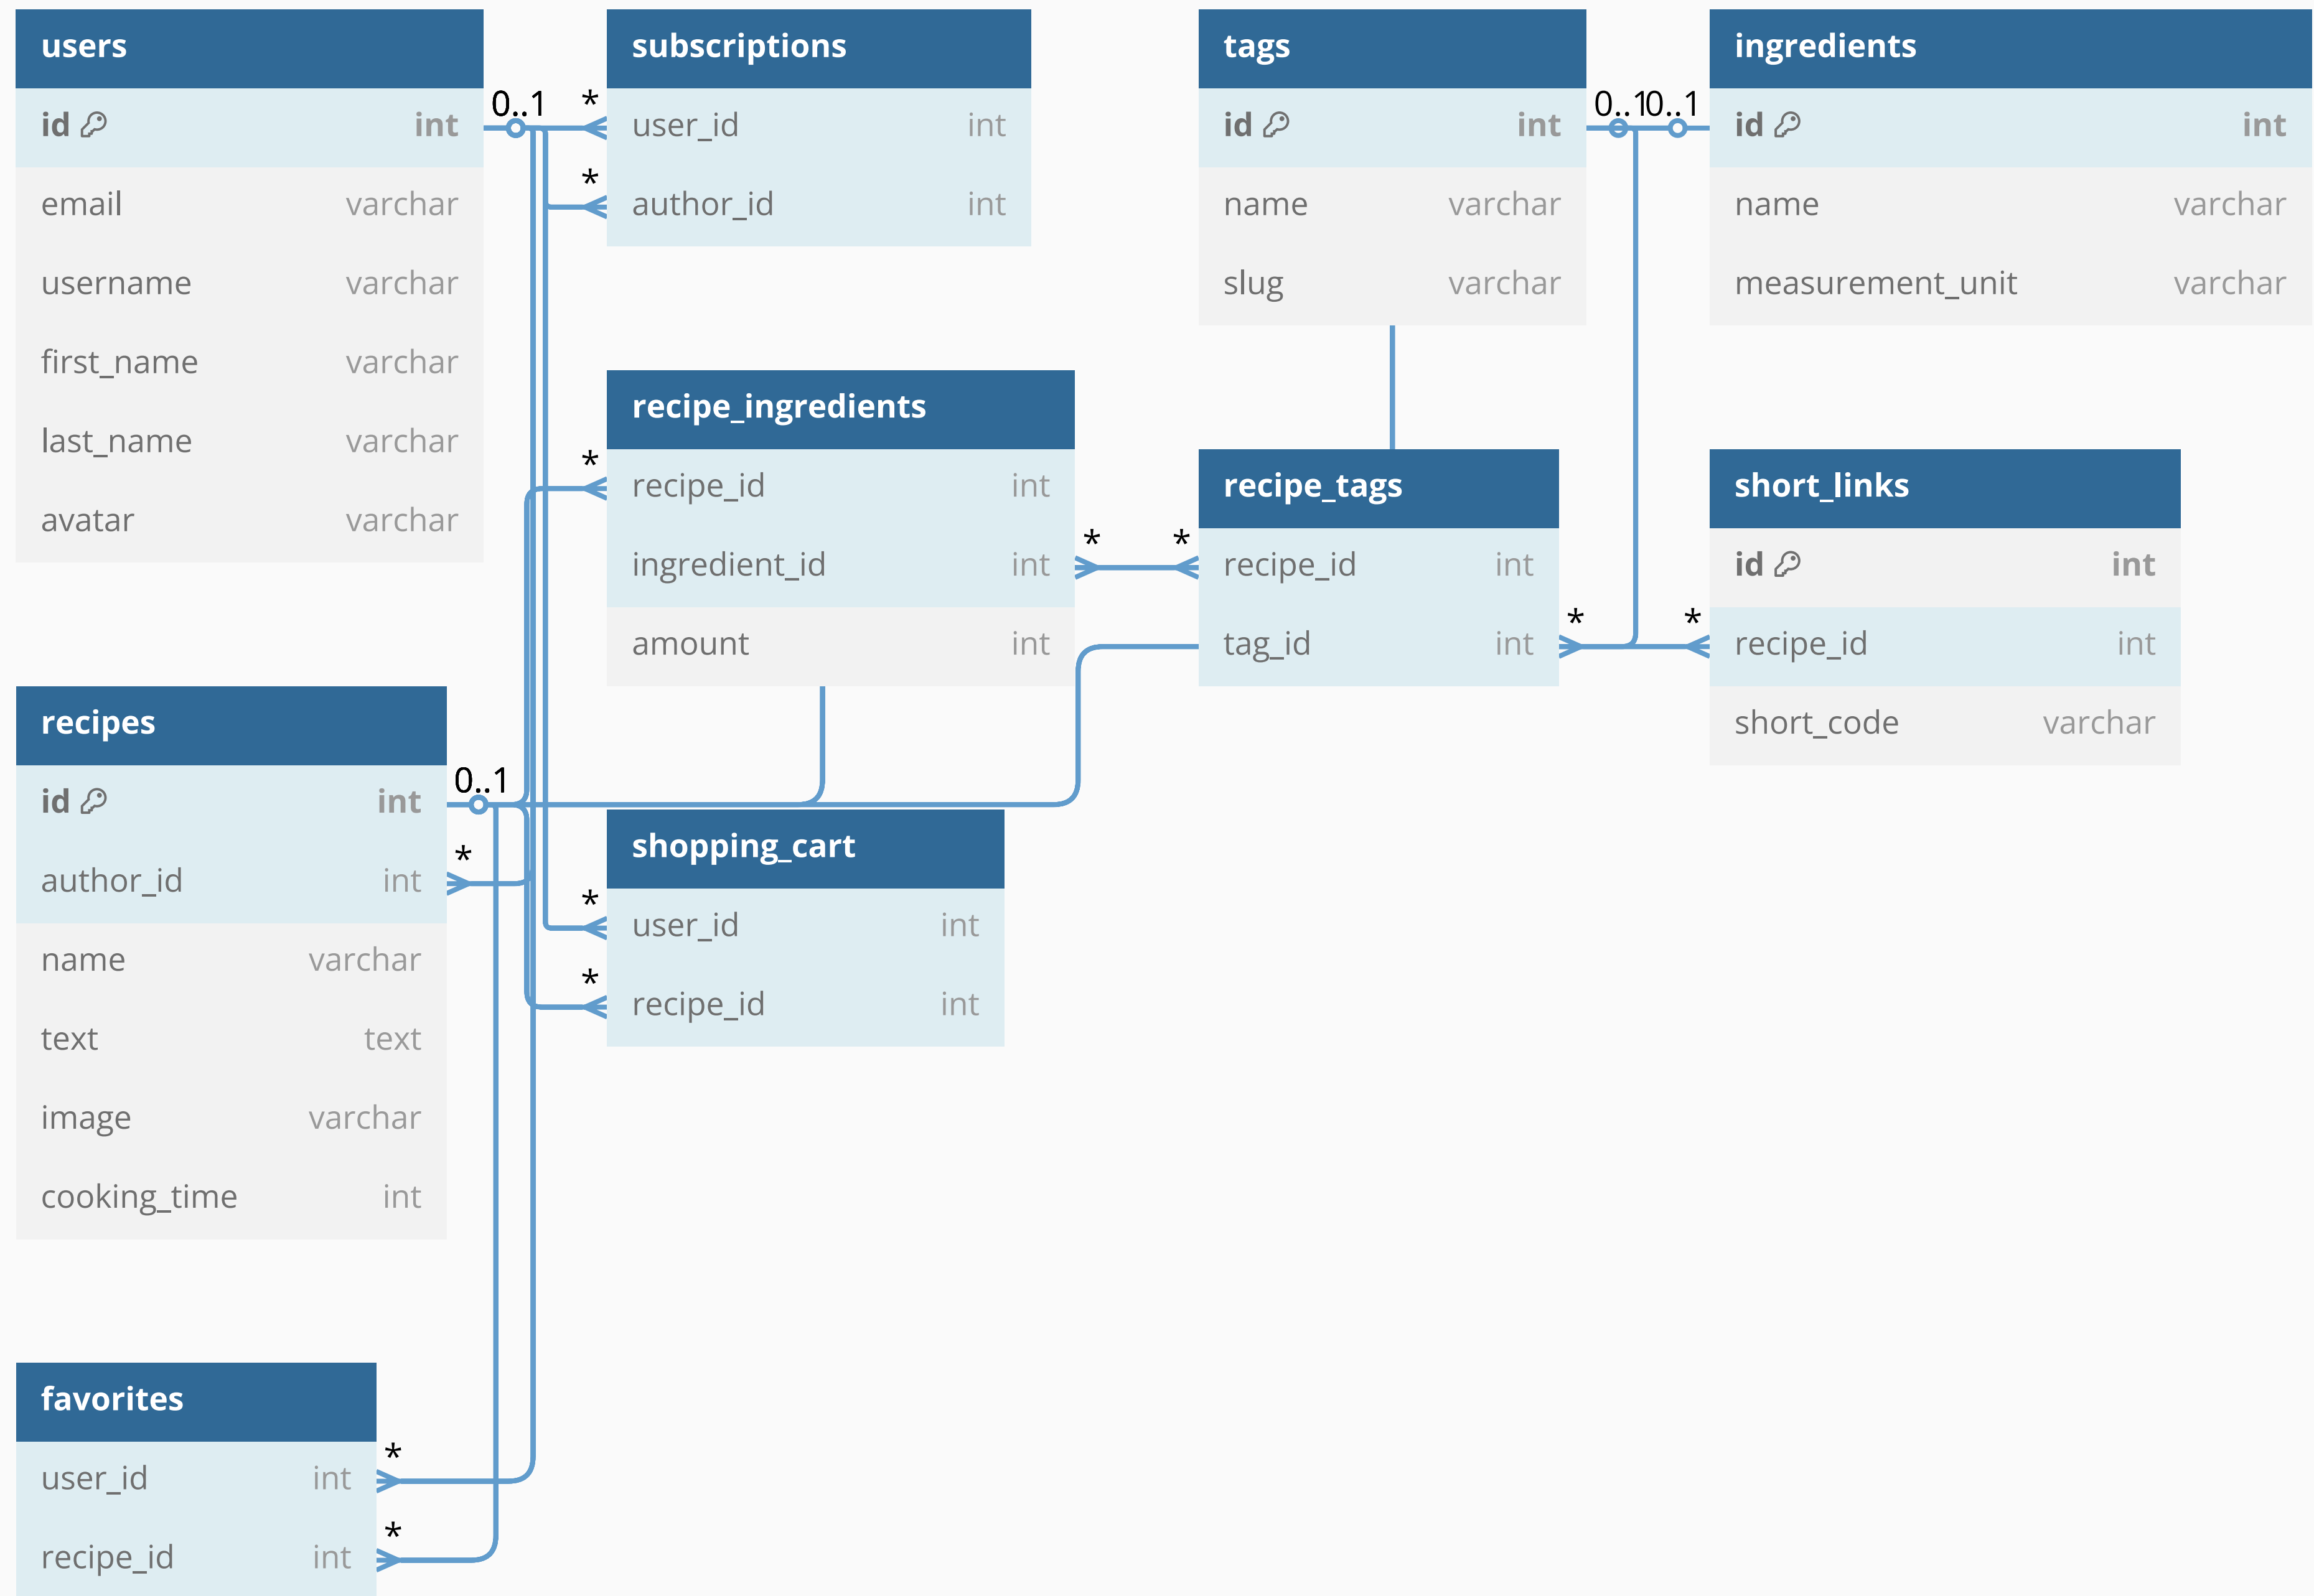 users
id int
email varchar
username varchar
first_name varchar
last_name varchar
avatar varchar
0..1
*
*
subscriptions
user_id int
author_id int
tags
id int
name varchar
slug varchar
0..1
0..1
ingredients
id int
name varchar
measurement_unit varchar
*
recipe_ingredients
recipe_id int
ingredient_id int
amount int
*
*
recipe_tags
recipe_id int
tag_id int
*
*
short_links
id int
recipe_id int
short_code varchar
recipes
id int
author_id int
name varchar
text text
image varchar
cooking_time int
0..1
*
*
*
shopping_cart
user_id int
recipe_id int
favorites
user_id int
recipe_id int
*
*